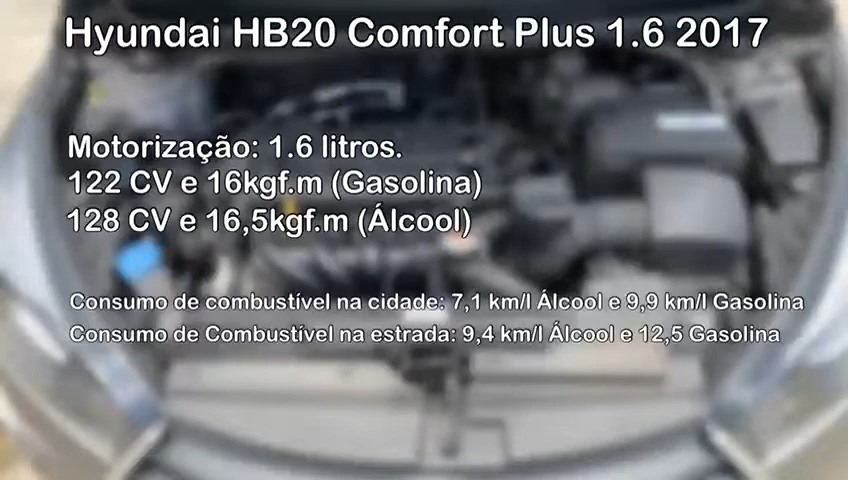 Hyundai HB20 Comfort Plus 1.6 2017
Motorização: 1.6 litros.
122 CV e 16kgf.m (Gasolina)
128 CV e 16,5kgf.m (Álcool)
Consumo de combustível na cidade: 7,1 km/l Álcool e 9,9 km/l Gasolina
Consumo de Combustível na estrada: 9,4 km/l Álcool e 12,5 Gasolina